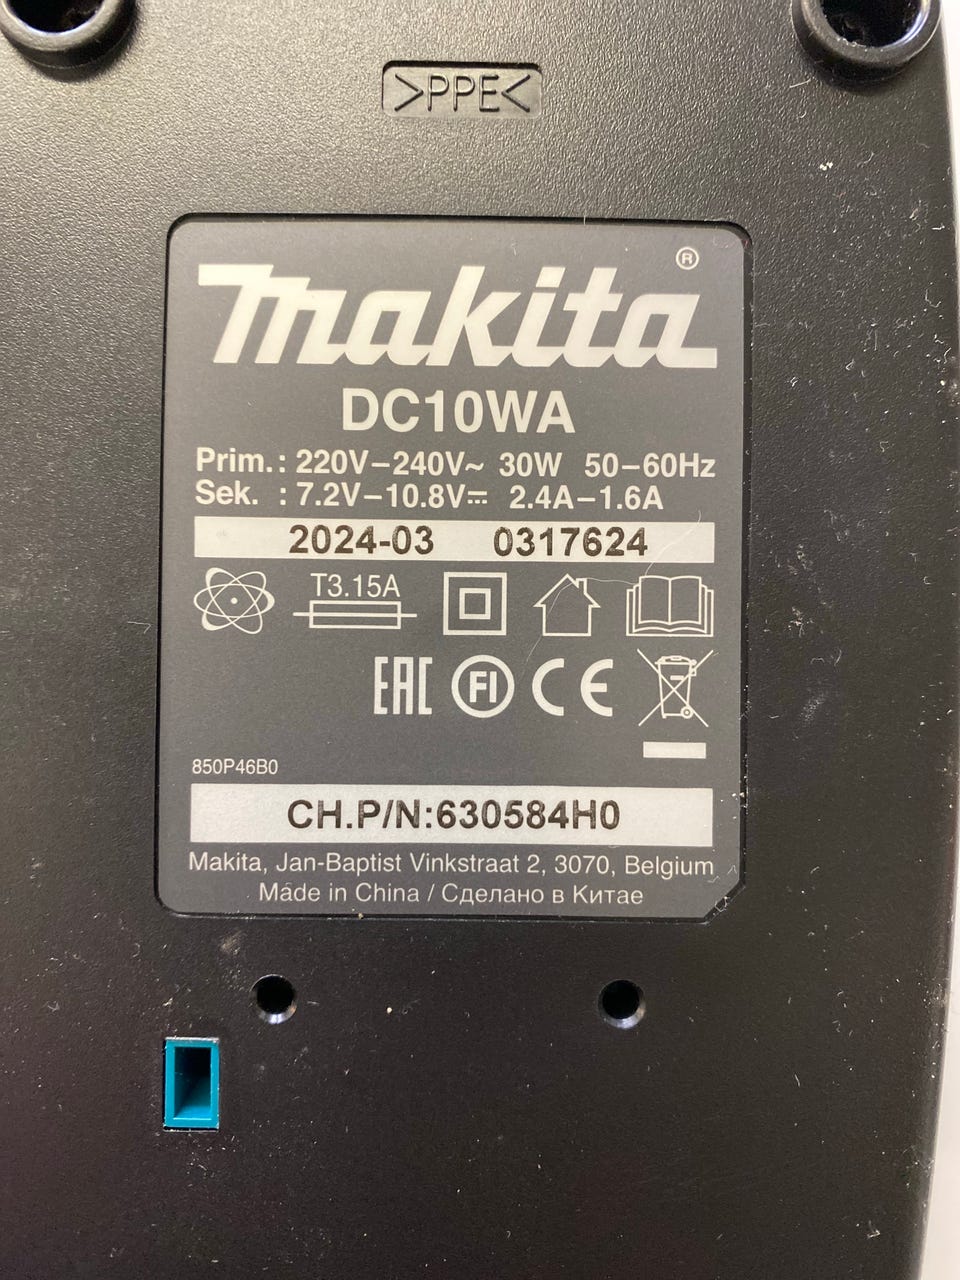 >PPE<
makita ®
DC10WA
Prim.: 220V–240V~ 30W 50–60Hz
Sek. : 7.2V–10.8V⎓ 2.4A–1.6A
2024-03 0317624
T3.15A
EAC FI CE
850P46B0
CH.P/N:630584H0
Makita, Jan-Baptist Vinkstraat 2, 3070, Belgium
Made in China / Сделано в Китае